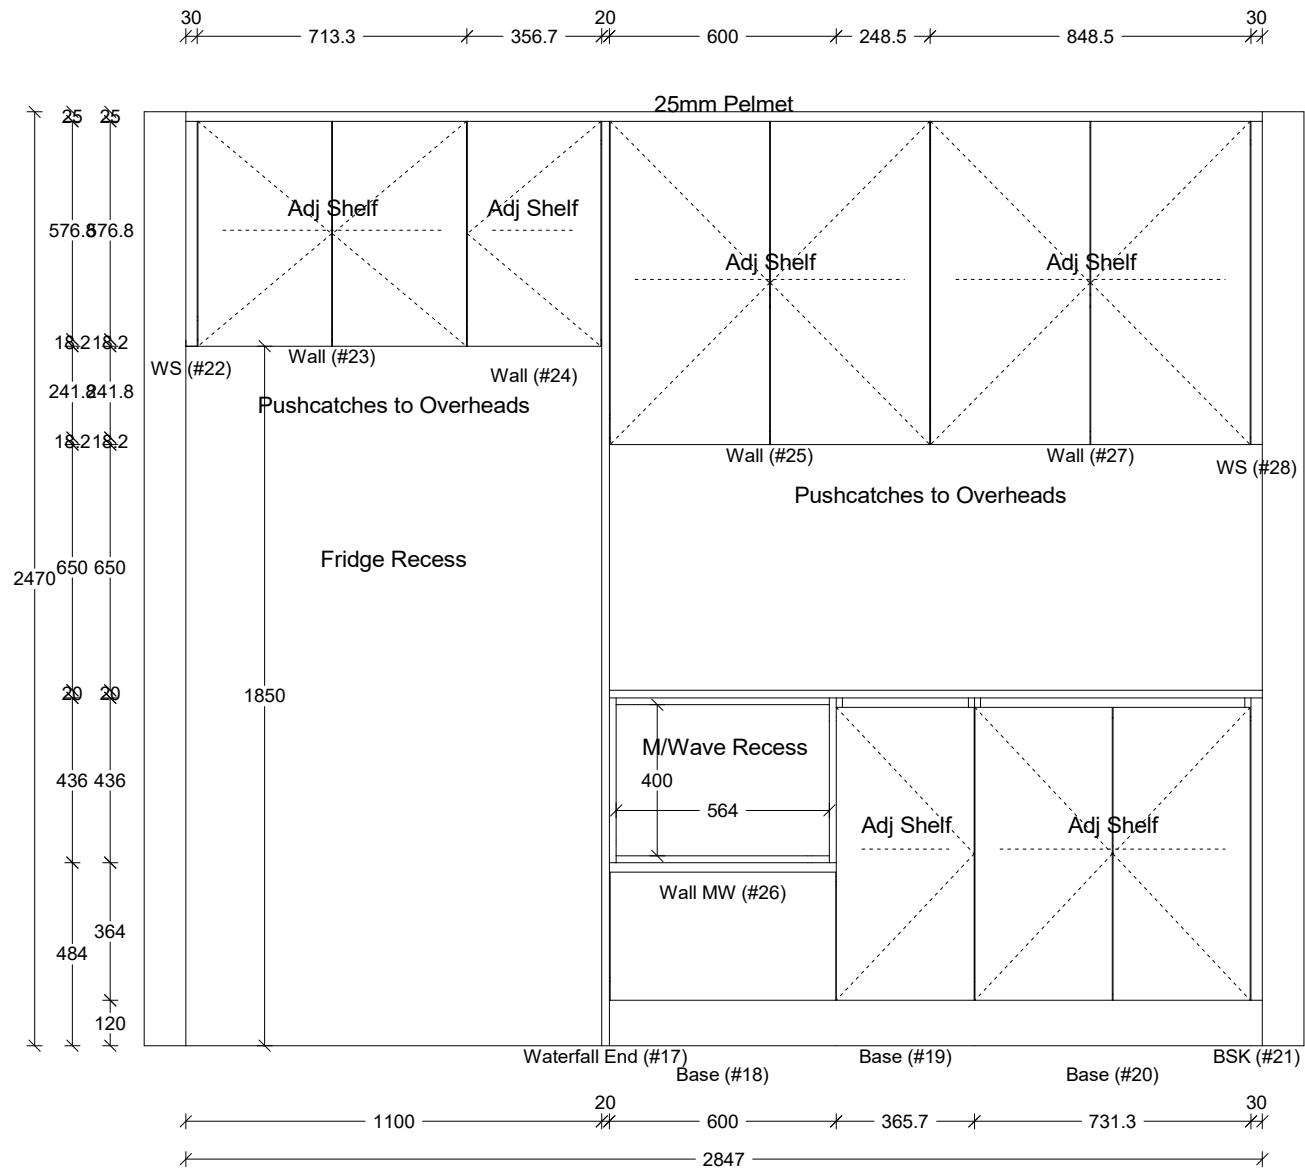 30 20 30
713.3 356.7 600 248.5 848.5
25mm Pelmet
25 25
Adj Shelf Adj Shelf
576.8 576.8
Adj Shelf Adj Shelf
18.2 18.2
WS (#22) Wall (#23) Wall (#24)
241.8 241.8
Pushcatches to Overheads
18.2 18.2
Wall (#25) Wall (#27) WS (#28)
Pushcatches to Overheads
Fridge Recess
2470 650 650
20 20 1850
M/Wave Recess
436 436 400
564
Adj Shelf Adj Shelf
Wall MW (#26)
364
484
120
Waterfall End (#17) Base (#19) BSK (#21)
Base (#18) Base (#20)
20 30
1100 600 365.7 731.3
2847